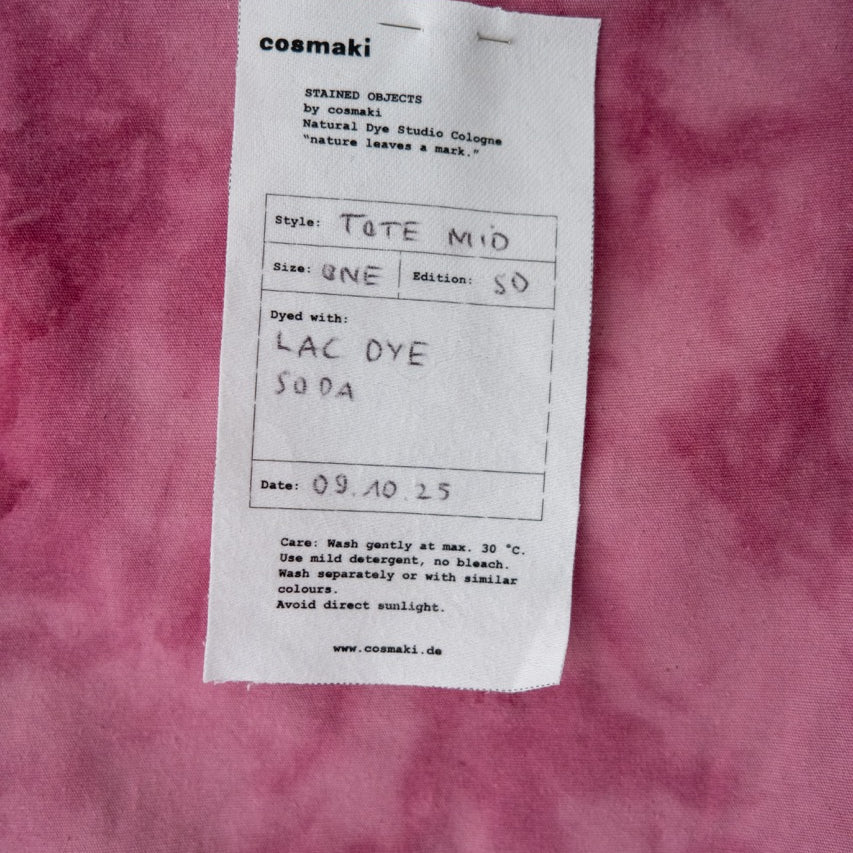 cosmaki
STAINED OBJECTS
by cosmaki
Natural Dye Studio Cologne
“nature leaves a mark.”
Style: TOTE MID
Size: ONE Edition: 50
Dyed with:
LAC DYE
SODA
Date: 09.10.25
Care: Wash gently at max. 30 °C.
Use mild detergent, no bleach.
Wash separately or with similar
colours.
Avoid direct sunlight.
www.cosmaki.de